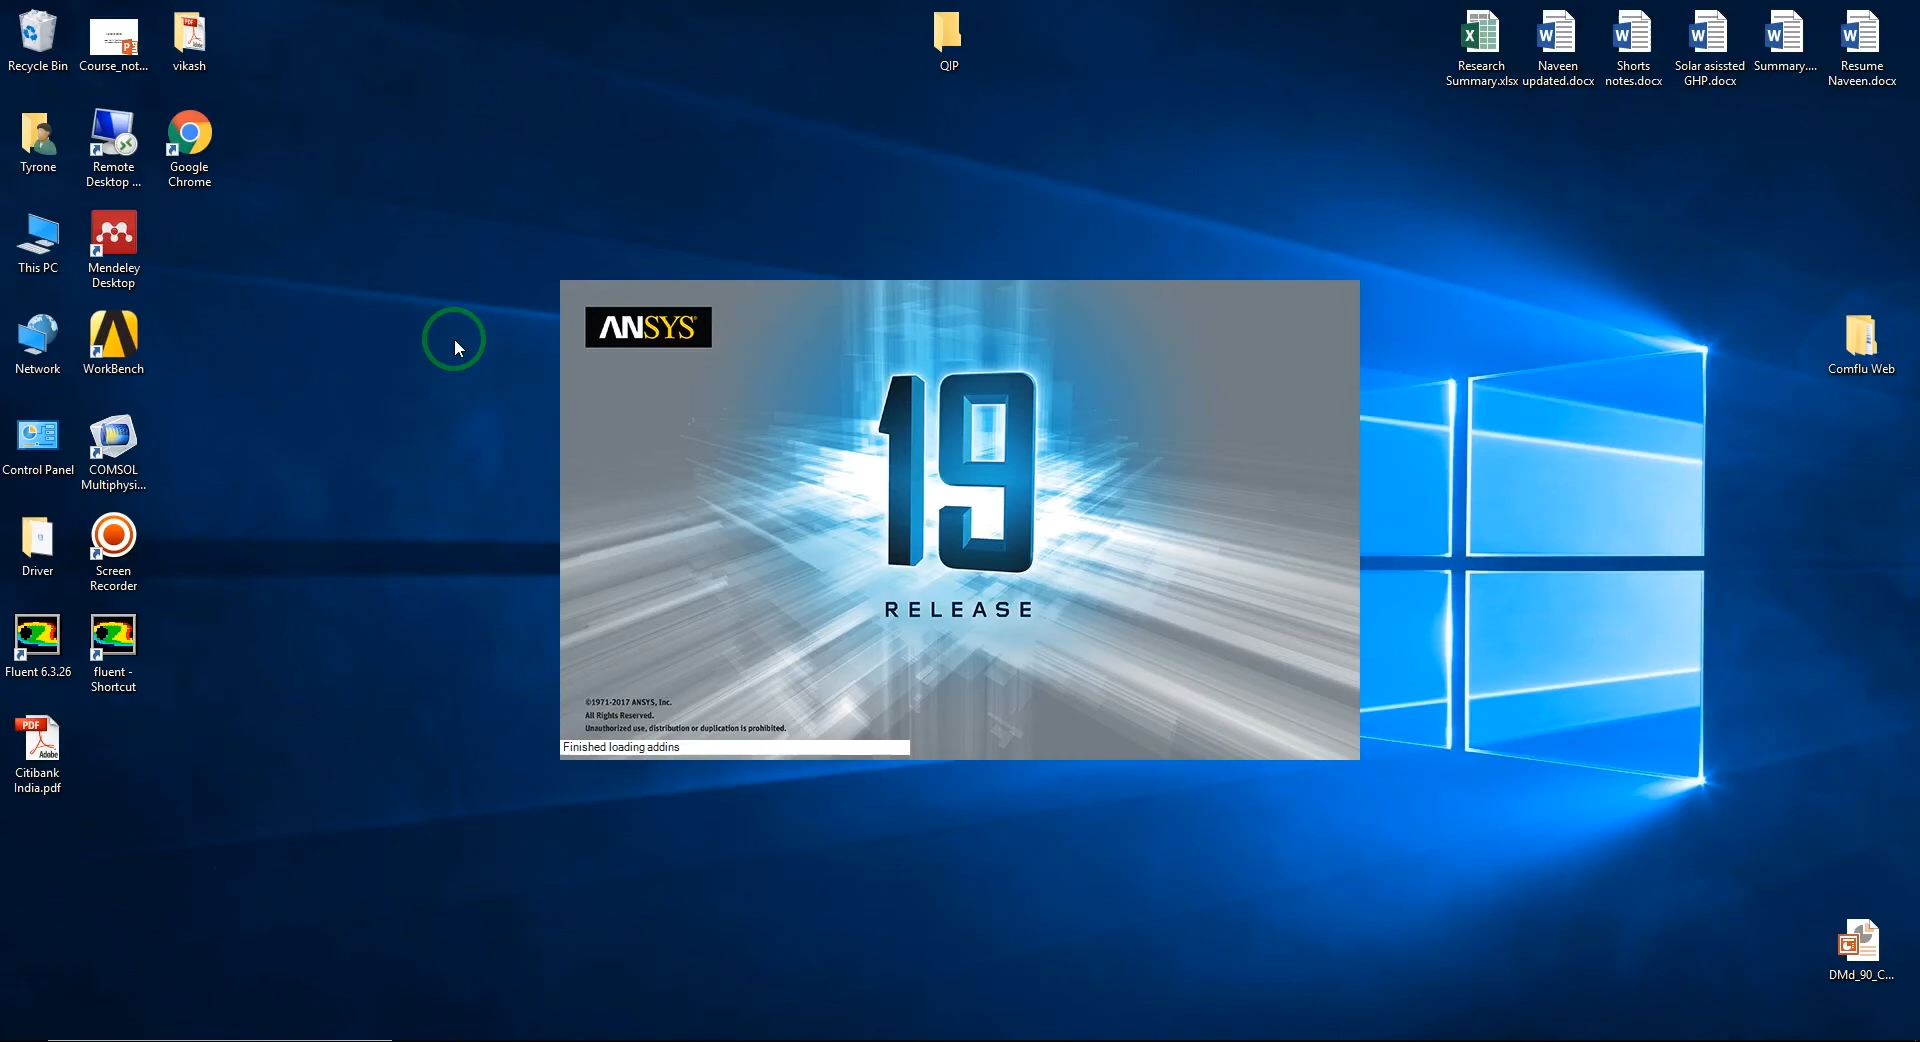 Recycle Bin
Course_not...
vikash
QIP
Research
Summary.xlsx
Naveen
updated.docx
Shorts
notes.docx
Solar asissted
GHP.docx
Summary....
Resume
Naveen.docx
Tyrone
Remote
Desktop ...
Google
Chrome
This PC
Mendeley
Desktop
Network
WorkBench
Comflu Web
Control Panel
COMSOL
Multiphysi...
Driver
Screen
Recorder
Fluent 6.3.26
fluent -
Shortcut
PDF
Adobe
Citibank
India.pdf
ANSYS
19
RELEASE
©1971-2017 ANSYS, Inc.
All Rights Reserved.
Unauthorized use, distribution or duplication is prohibited.
Finished loading addins
DMd_90_C...